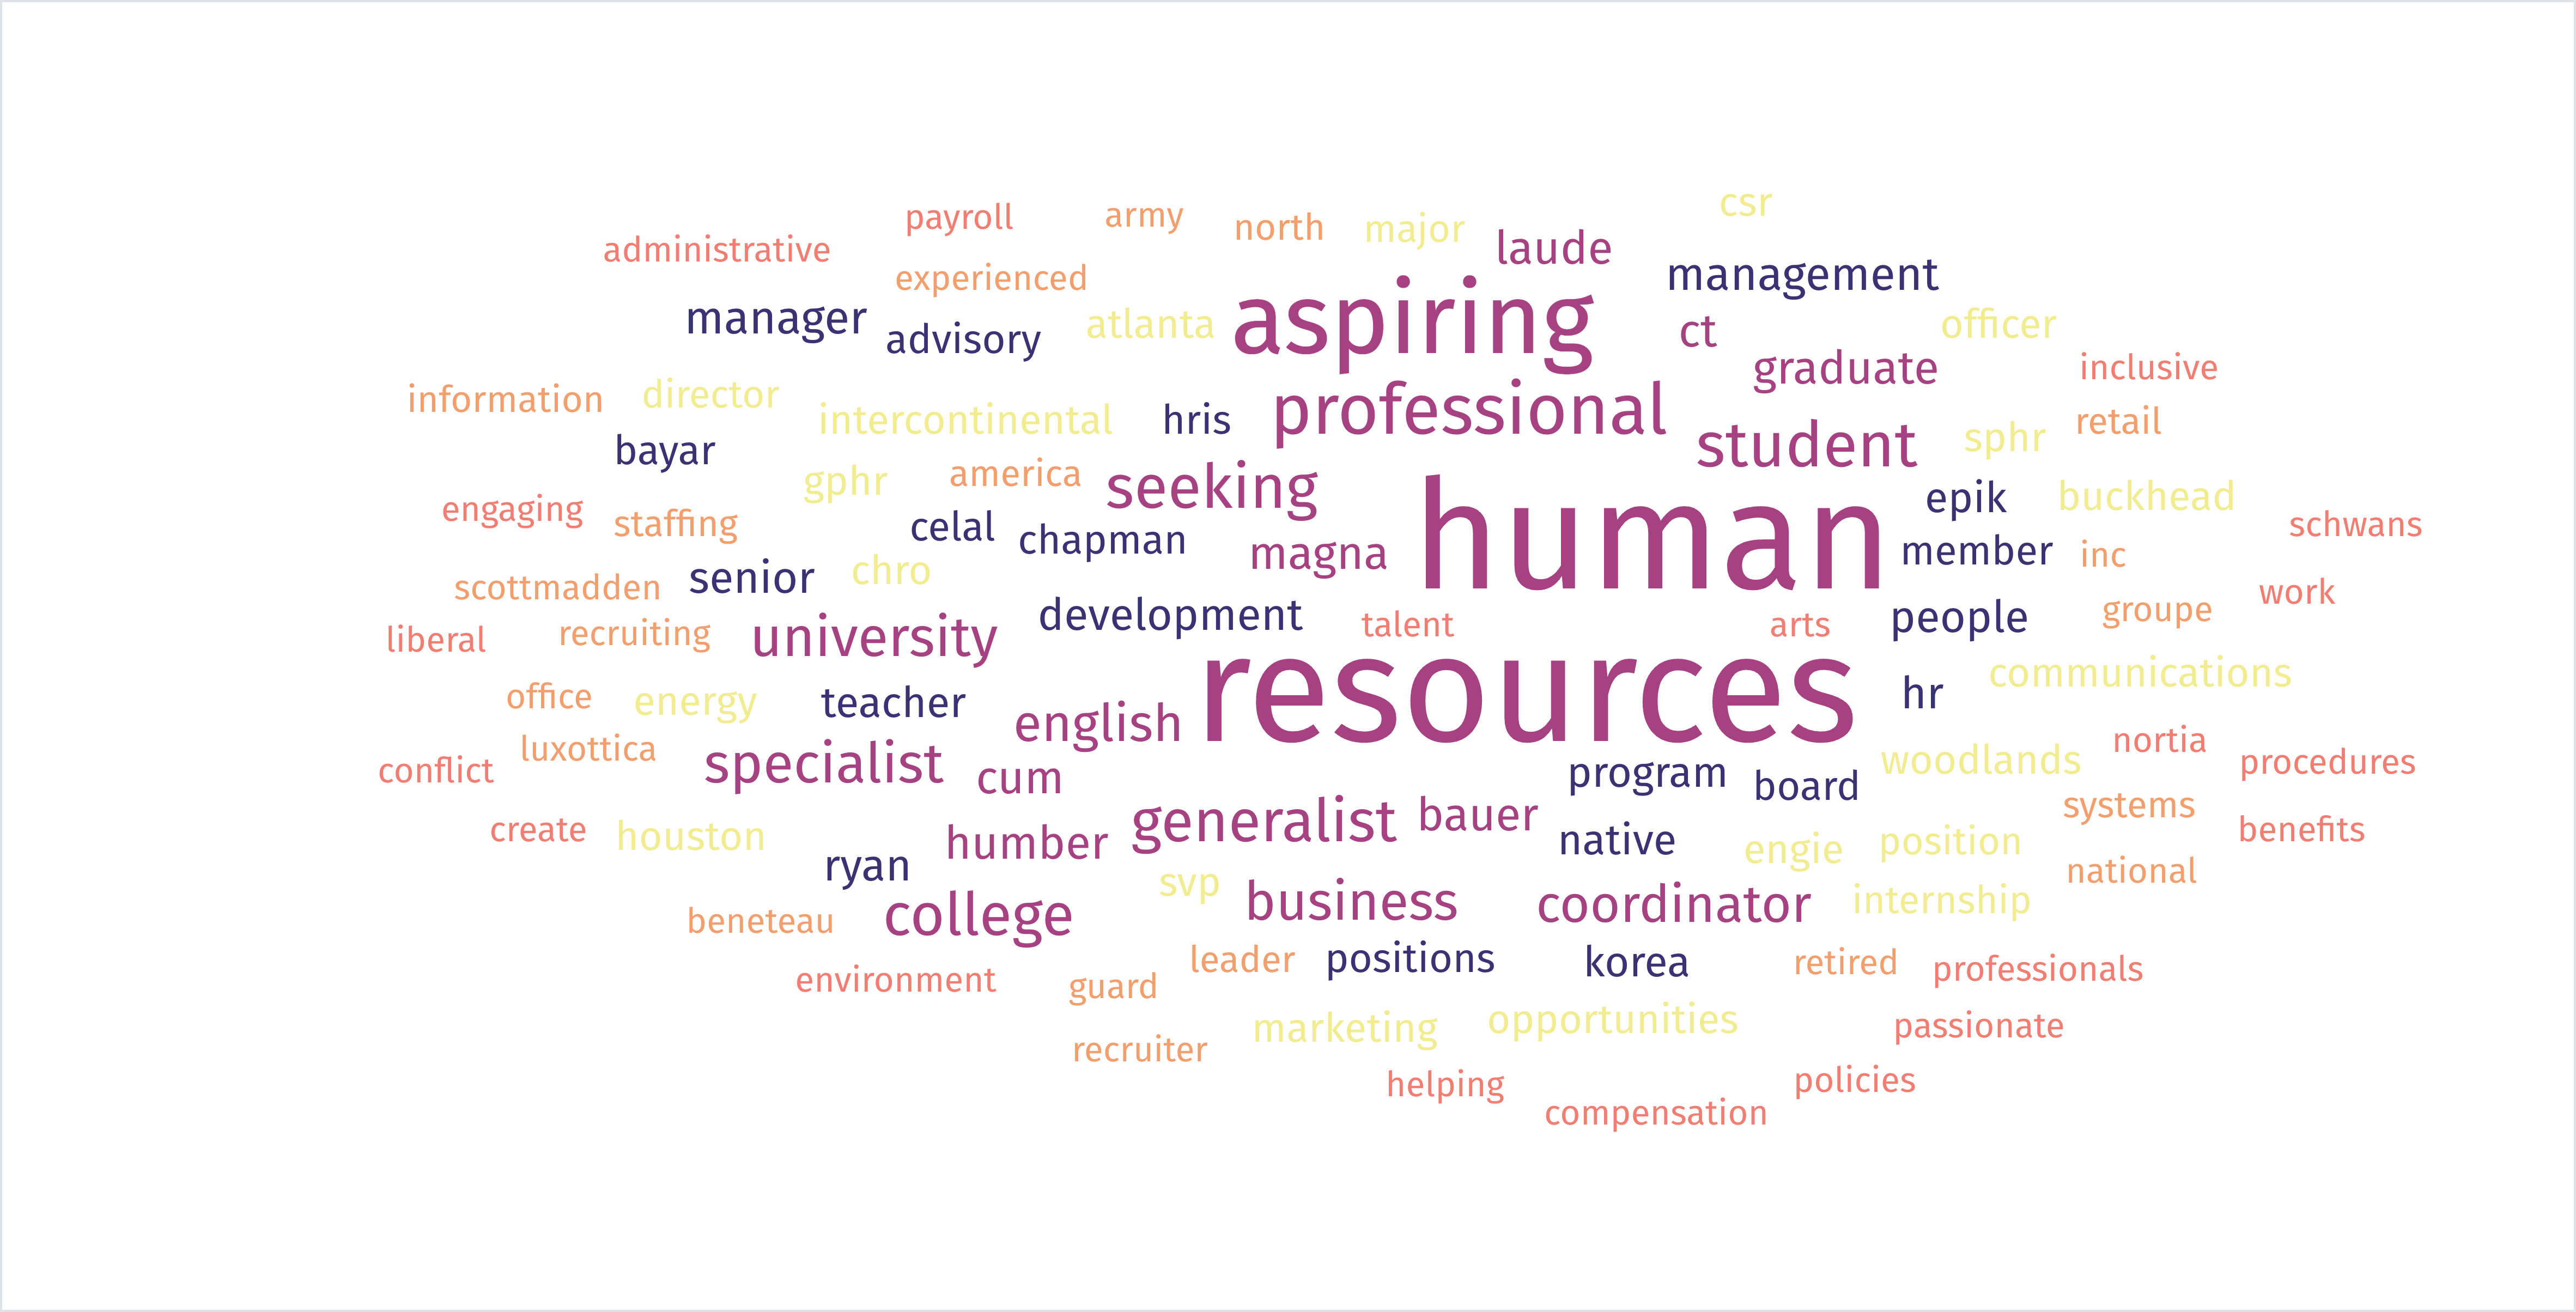 csr
payroll army north major laude
administrative experienced management
manager advisory atlanta aspiring ct officer
information director intercontinental hris professional graduate inclusive
bayar gphr america seeking student sphr retail
engaging staffing celal chapman magna human epik buckhead schwans
scottmadden senior chro member inc work
liberal recruiting university development talent arts people groupe
office energy teacher english resources hr communications
conflict luxottica specialist cum program board woodlands nortia procedures
create houston humber generalist bauer native engie position systems benefits
ryan svp national
beneteau college business coordinator internship
environment guard leader positions korea retired professionals
recruiter marketing opportunities passionate
helping compensation policies